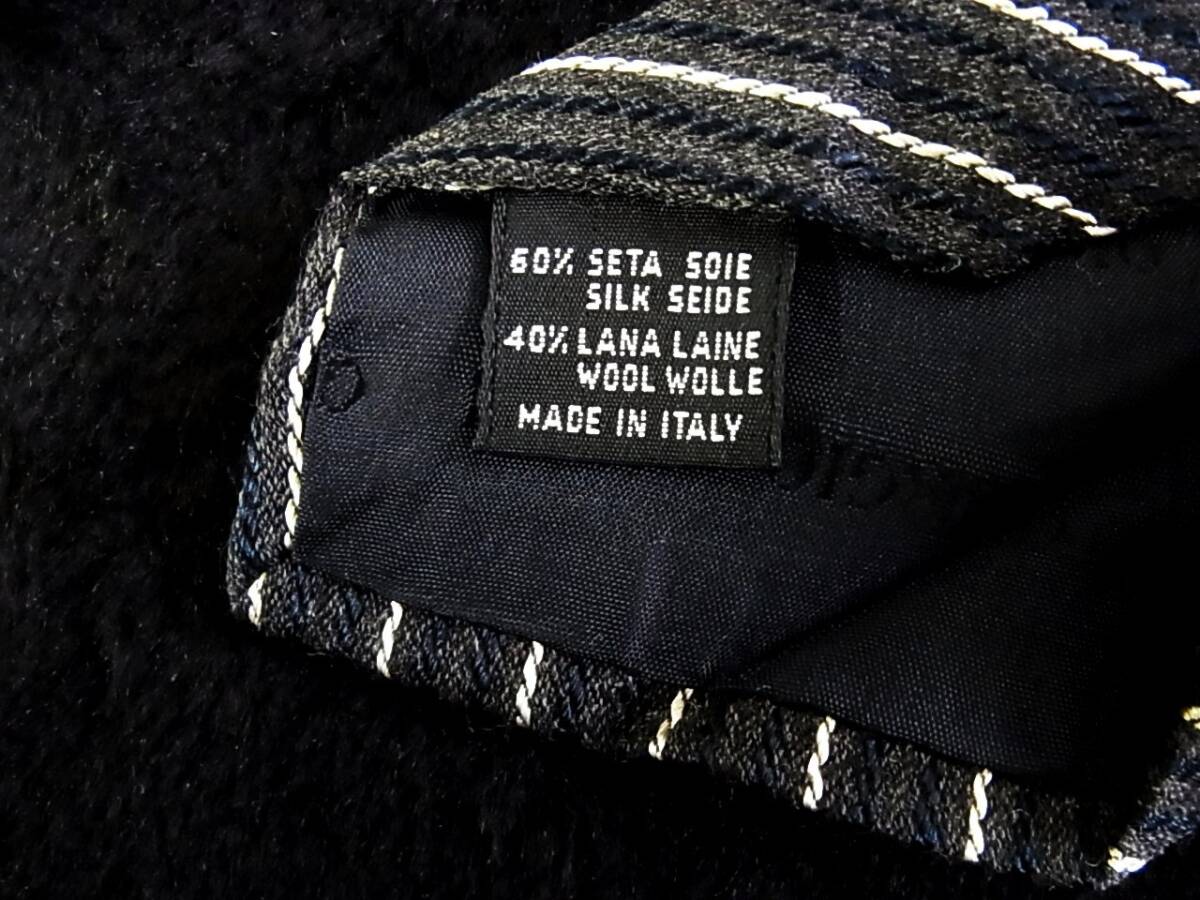 60% SETA SOIE
SILK SEIDE
40% LANA LAINE
WOOL WOLLE
MADE IN ITALY